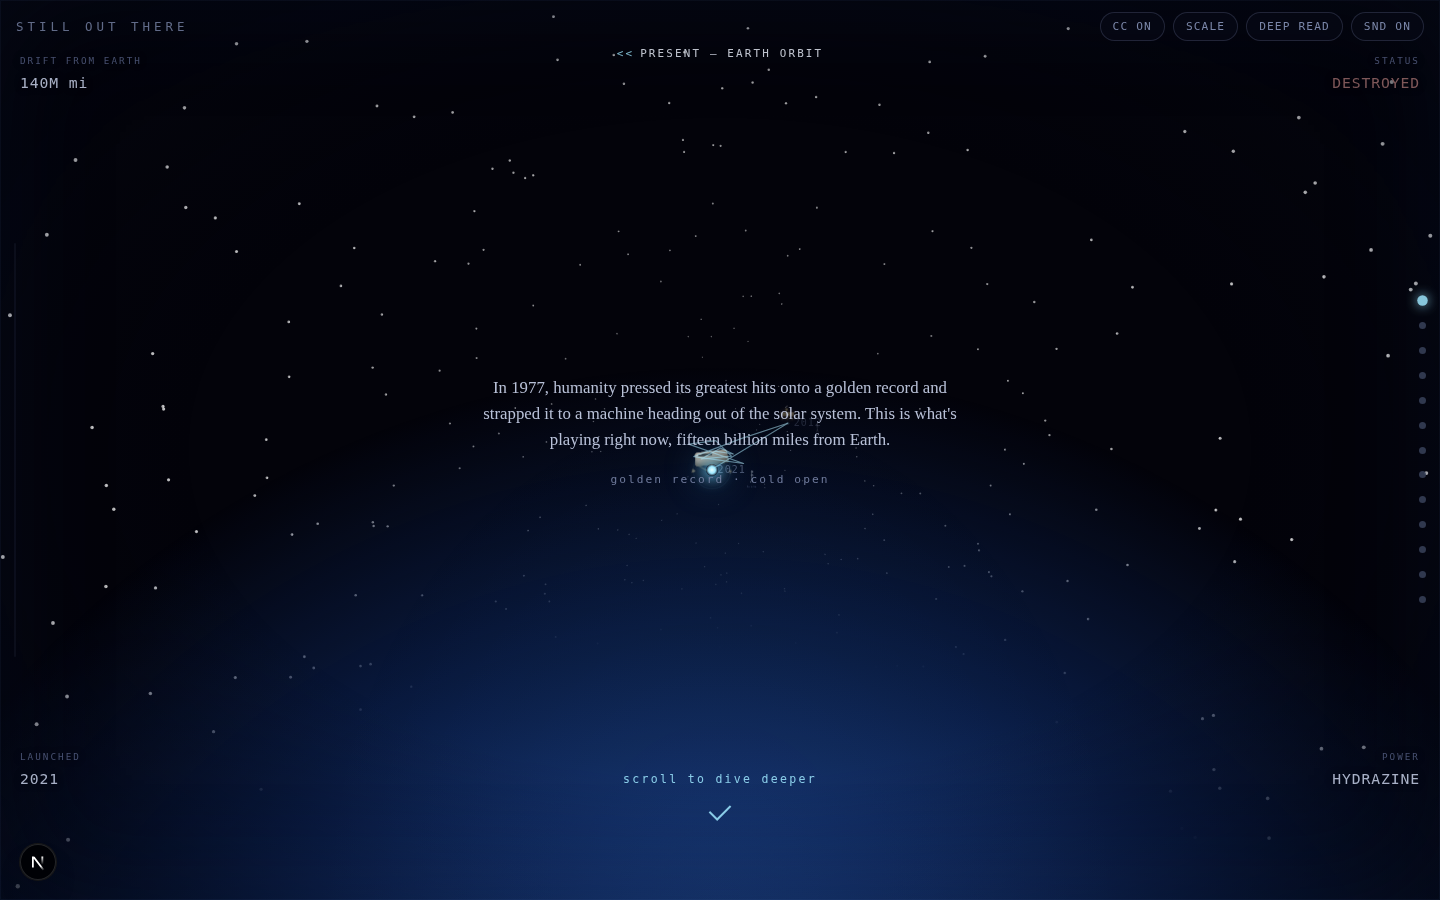 STILL OUT THERE
CC ON
SCALE
DEEP READ
SND ON
<< PRESENT — EARTH ORBIT
DRIFT FROM EARTH
140M mi
STATUS
DESTROYED
In 1977, humanity pressed its greatest hits onto a golden record and
strapped it to a machine heading out of the solar system. This is what's
playing right now, fifteen billion miles from Earth.
2021
golden record · cold open
LAUNCHED
2021
scroll to dive deeper
POWER
HYDRAZINE
N